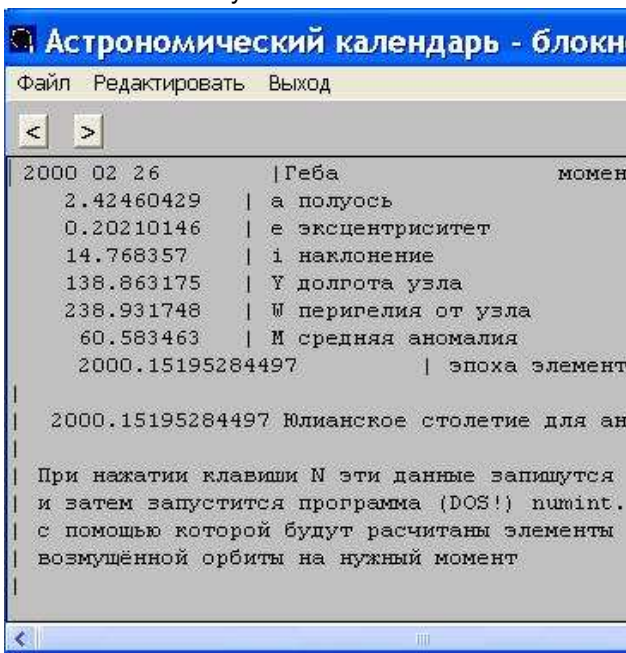 Астрономический календарь - блокн
Файл Редактировать Выход
< >
2000 02 26 |Геба момен
2.42460429 | a полуось
0.20210146 | e эксцентриситет
14.768357 | i наклонение
138.863175 | Y долгота узла
238.931748 | W перигелия от узла
60.583463 | M средняя аномалия
2000.15195284497 | эпоха элемент
|
| 2000.15195284497 Юлианское столетие для ан
|
| При нажатии клавиши N эти данные запишутся
| и затем запустится программа (DOS!) numint.
| с помощью которой будут расчитаны элементы
| возмущённой орбиты на нужный момент
|